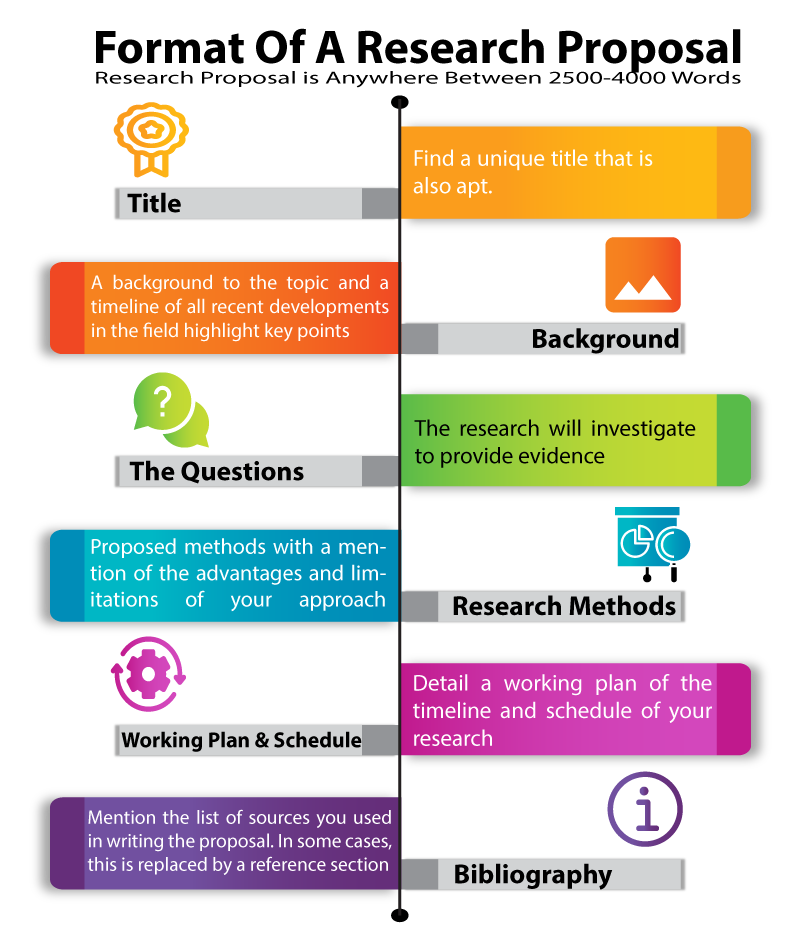 Format Of A Research Proposal
Research Proposal is Anywhere Between 2500-4000 Words
Title
Find a unique title that is
also apt.
A background to the topic and a
timeline of all recent developments
in the field highlight key points
Background
?
The Questions
The research will investigate
to provide evidence
Proposed methods with a men-
tion of the advantages and lim-
itations of your approach
Research Methods
Working Plan & Schedule
Detail a working plan of the
timeline and schedule of your
research
Mention the list of sources you used
in writing the proposal. In some cases,
this is replaced by a reference section
i
Bibliography